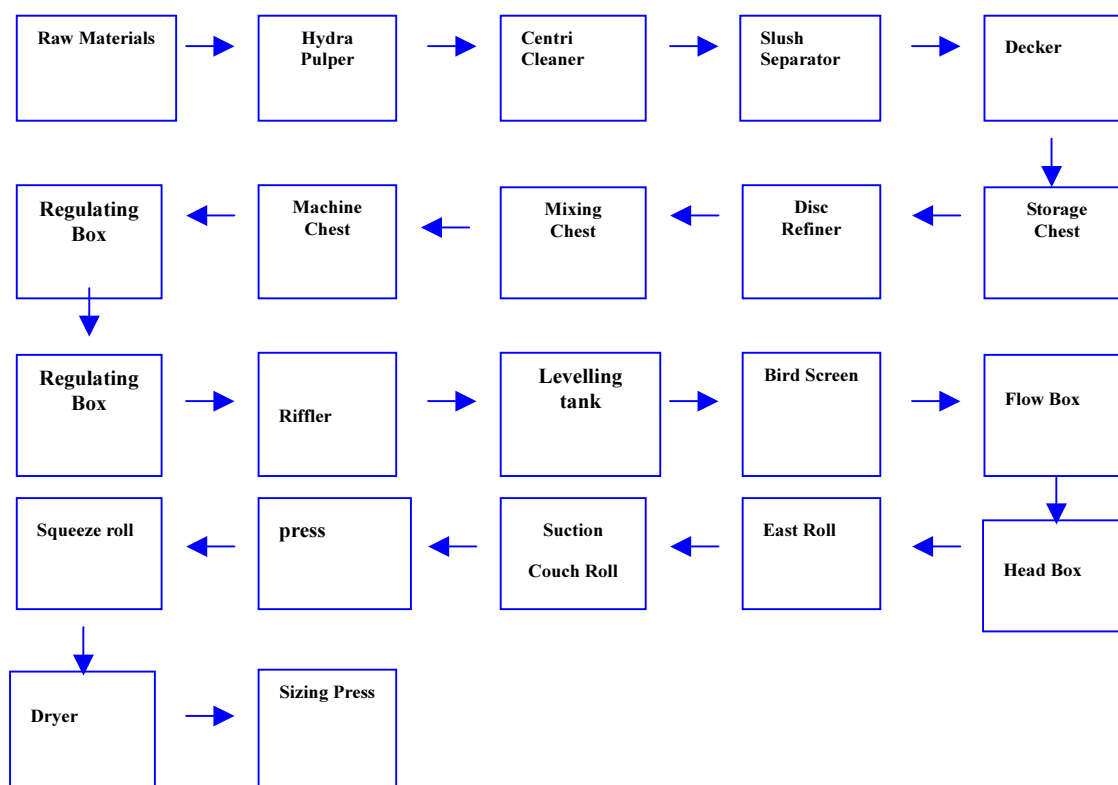 Raw Materials
Hydra
Pulper
Centri
Cleaner
Slush
Separator
Decker
Regulating
Box
Machine
Chest
Mixing
Chest
Disc
Refiner
Storage
Chest
Regulating
Box
Riffler
Levelling
tank
Bird Screen
Flow Box
Squeeze roll
press
Suction
Couch Roll
East Roll
Head Box
Dryer
Sizing Press